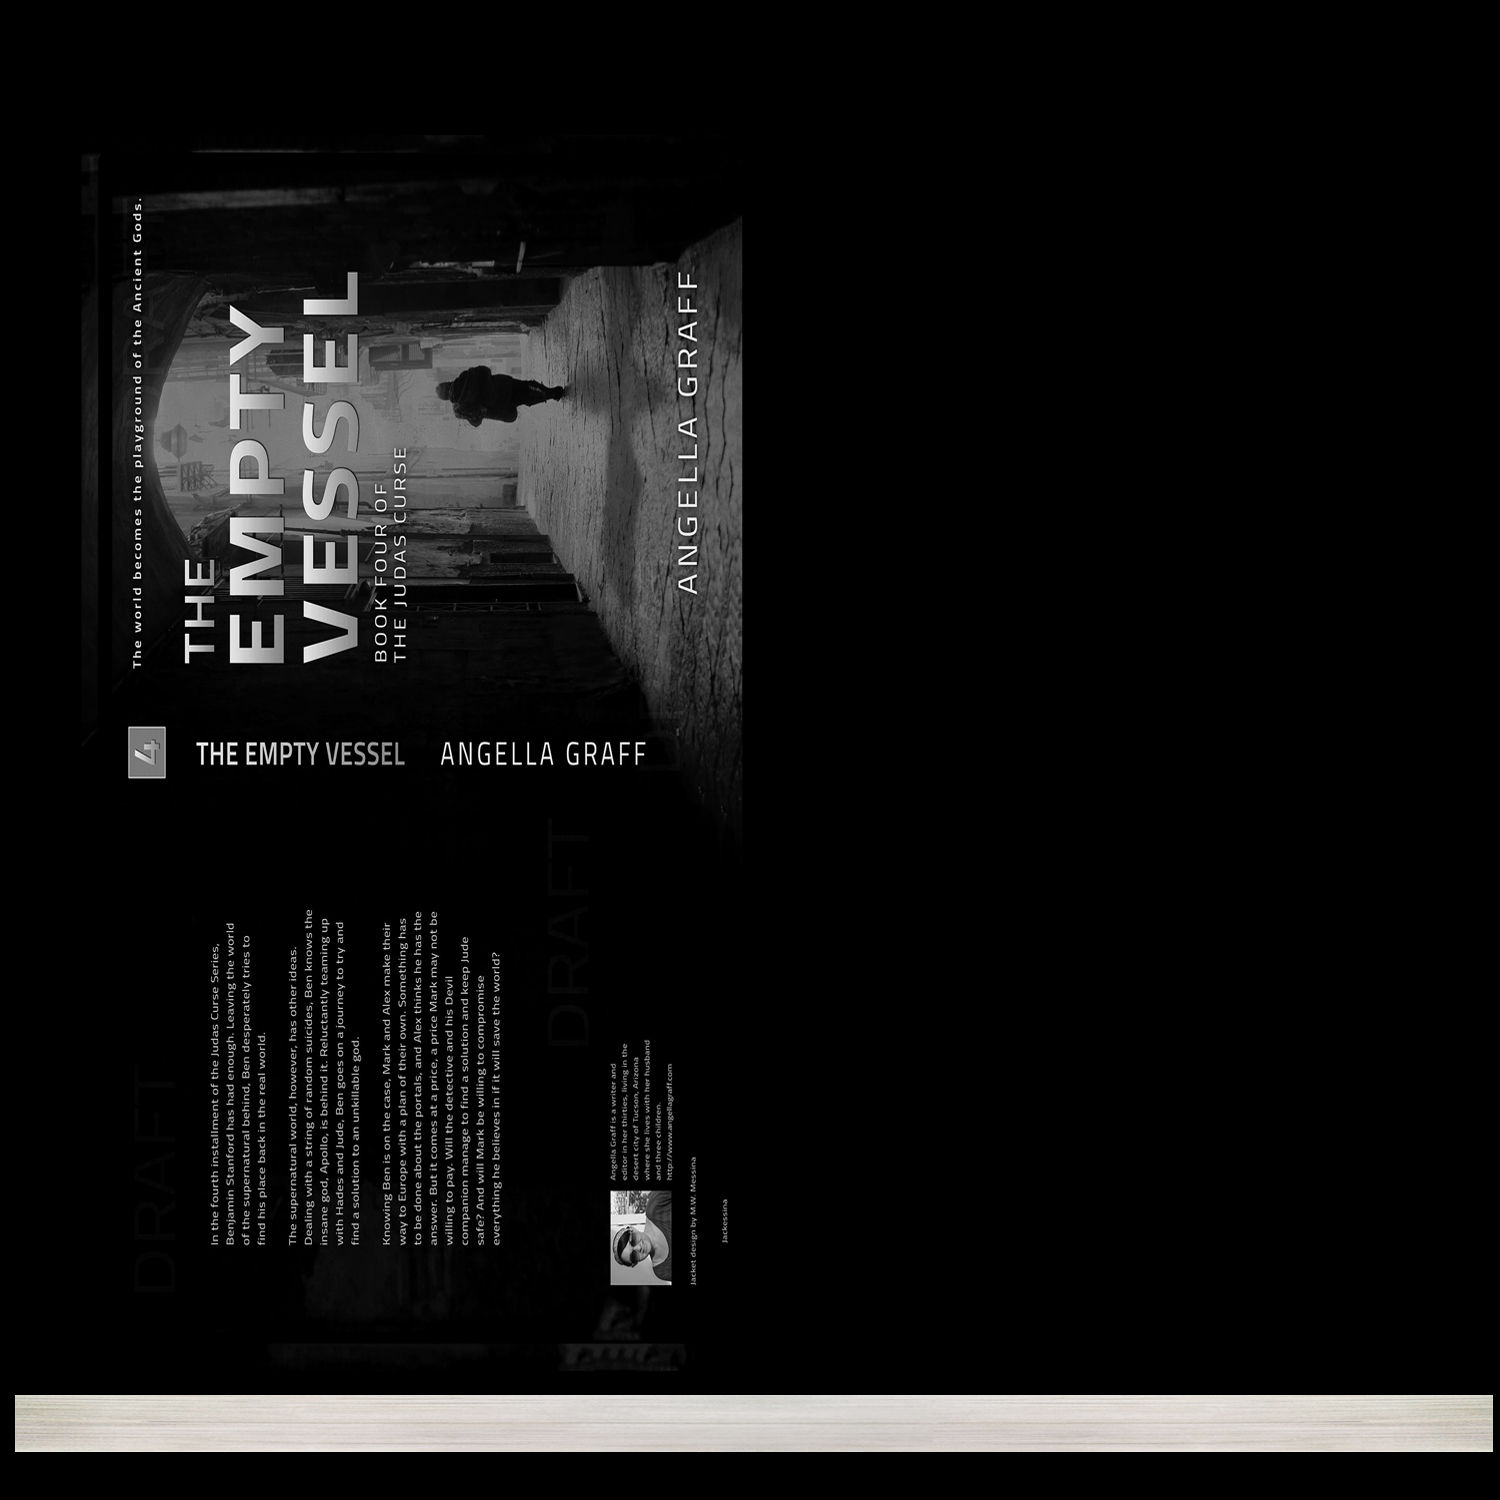 The world becomes the playground of the Ancient Gods.
THE
EMPTY
VESSEL
BOOK FOUR OF
THE JUDAS CURSE
ANGELLA GRAFF
4
THE EMPTY VESSEL
ANGELLA GRAFF
In the fourth installment of the Judas Curse Series,
Benjamin Stanford has had enough. Leaving the world
of the supernatural behind, Ben desperately tries to
find his place back in the real world.
The supernatural world, however, has other ideas.
Dealing with a string of random suicides, Ben knows the
insane god, Apollo, is behind it. Reluctantly teaming up
with Hades and Jude, Ben goes on a journey to try and
find a solution to an unkillable god.
Knowing Ben is on the case, Mark and Alex make their
way to Europe with a plan of their own. Something has
to be done about the portals, and Alex thinks he has the
answer. But it comes at a price, a price Mark may not be
willing to pay. Will the detective and his Devil
companion manage to find a solution and keep Jude
safe? And will Mark be willing to compromise
everything he believes in if it will save the world?
DRAFT
DRAFT
Angella Graff is a writer and
editor in her thirties, living in the
desert city of Tucson, Arizona
where she lives with her husband
and three children.
http://www.angellagraff.com
Jacket design by M.W. Messina
Jackessina